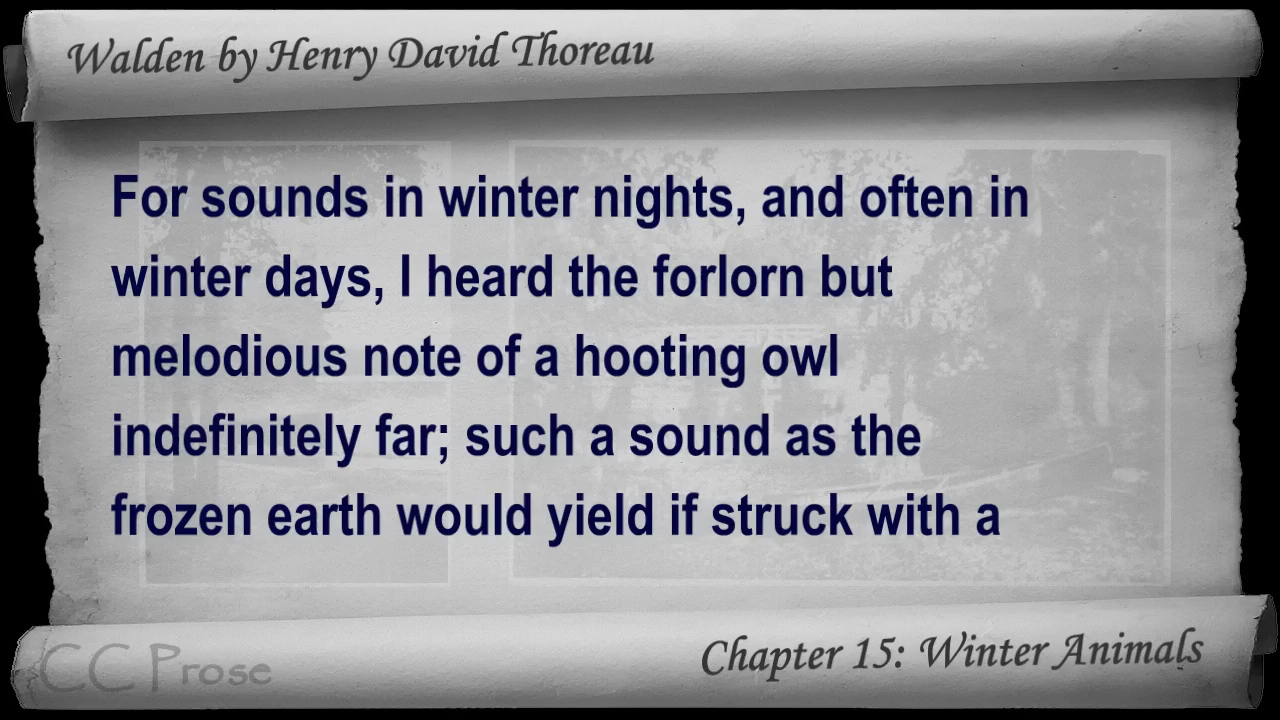 Walden by Henry David Thoreau
For sounds in winter nights, and often in
winter days, I heard the forlorn but
melodious note of a hooting owl
indefinitely far; such a sound as the
frozen earth would yield if struck with a
CC Prose
Chapter 15: Winter Animals